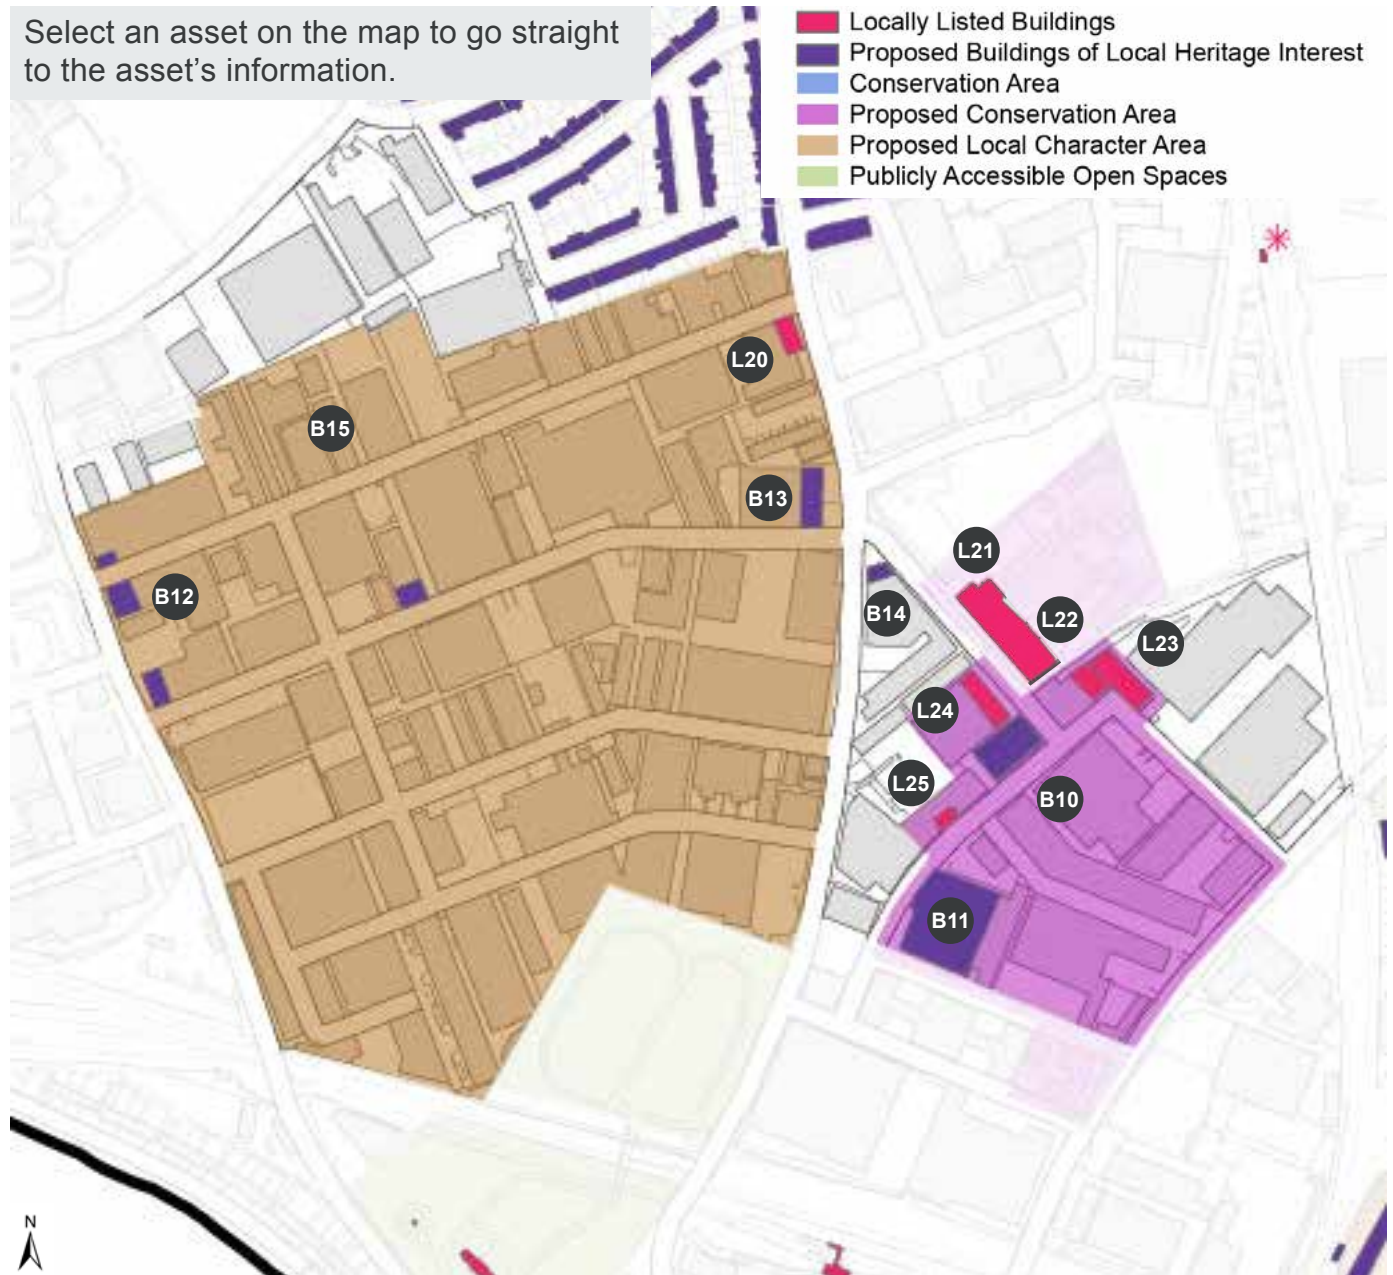 Select an asset on the map to go straight
to the asset's information.
Locally Listed Buildings
Proposed Buildings of Local Heritage Interest
Conservation Area
Proposed Conservation Area
Proposed Local Character Area
Publicly Accessible Open Spaces
L20
B15
B13
L21
B12
B14
L22
L23
L24
L25
B10
B11
N